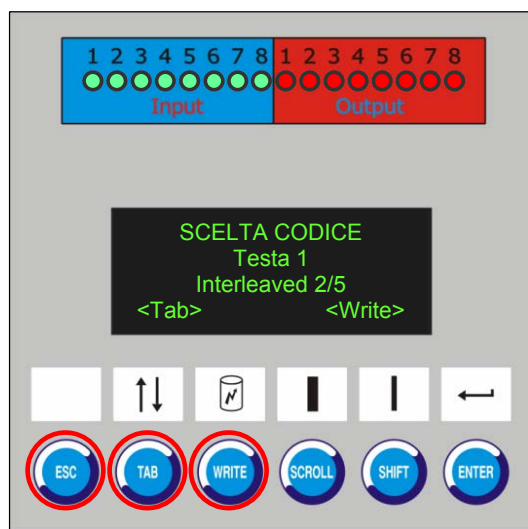 1 2 3 4 5 6 7 8 1 2 3 4 5 6 7 8
Input Output
SCELTA CODICE
Testa 1
Interleaved 2/5
<Tab> <Write>
ESC TAB WRITE SCROLL SHIFT ENTER